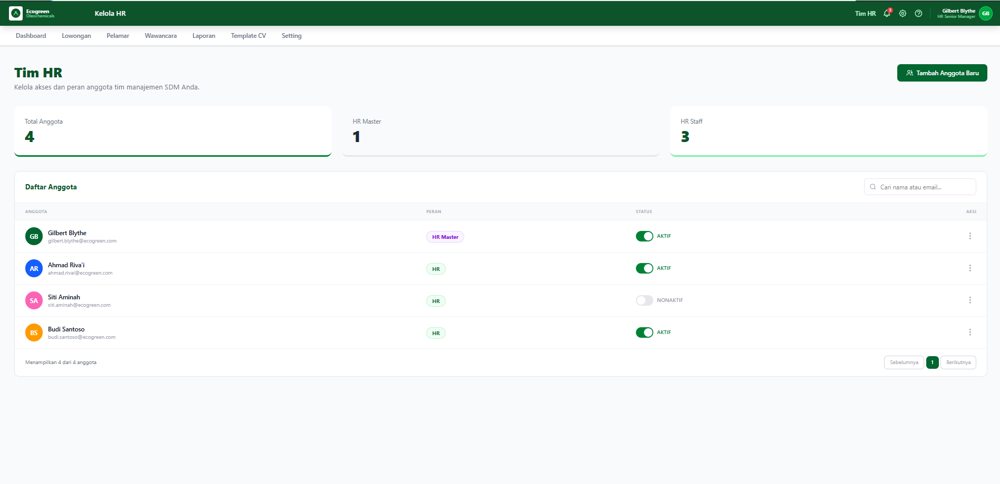 Ecogreen
Oleochemicals
Kelola HR
Tim HR
3
Gilbert Blythe
HR Senior Manager
GB
Dashboard
Lowongan
Pelamar
Wawancara
Laporan
Template CV
Setting
Tim HR
Kelola akses dan peran anggota tim manajemen SDM Anda.
Tambah Anggota Baru
Total Anggota
4
HR Master
1
HR Staff
3
Daftar Anggota
Cari nama atau email...
ANGGOTA
PERAN
STATUS
AKSI
GB
Gilbert Blythe
gilbert.blythe@ecogreen.com
HR Master
AKTIF
AR
Ahmad Riva'i
ahmad.rivai@ecogreen.com
HR
AKTIF
SA
Siti Aminah
siti.aminah@ecogreen.com
HR
NONAKTIF
BS
Budi Santoso
budi.santoso@ecogreen.com
HR
AKTIF
Menampilkan 4 dari 4 anggota
Sebelumnya
1
Berikutnya